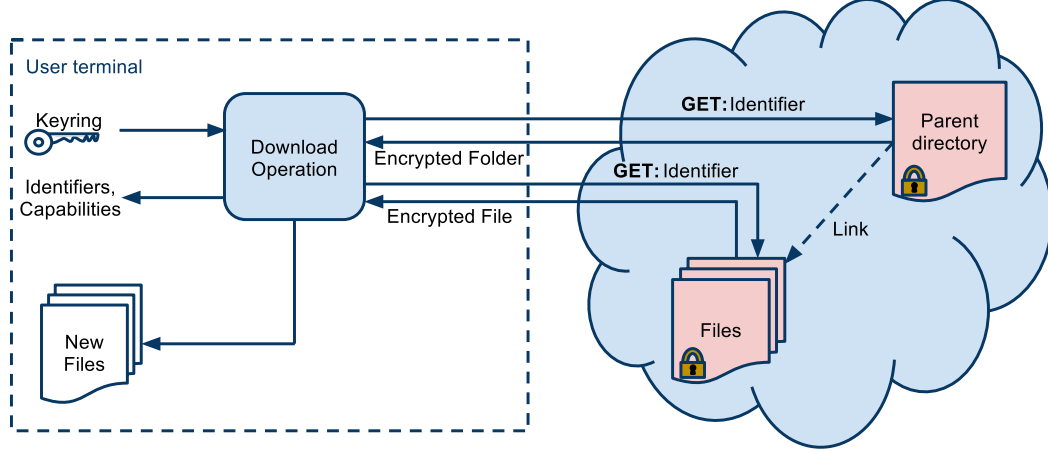 User terminal
Keyring
Download
Operation
Identifiers,
Capabilities
New
Files
GET: Identifier
Encrypted Folder
GET: Identifier
Encrypted File
Parent
directory
Link
Files